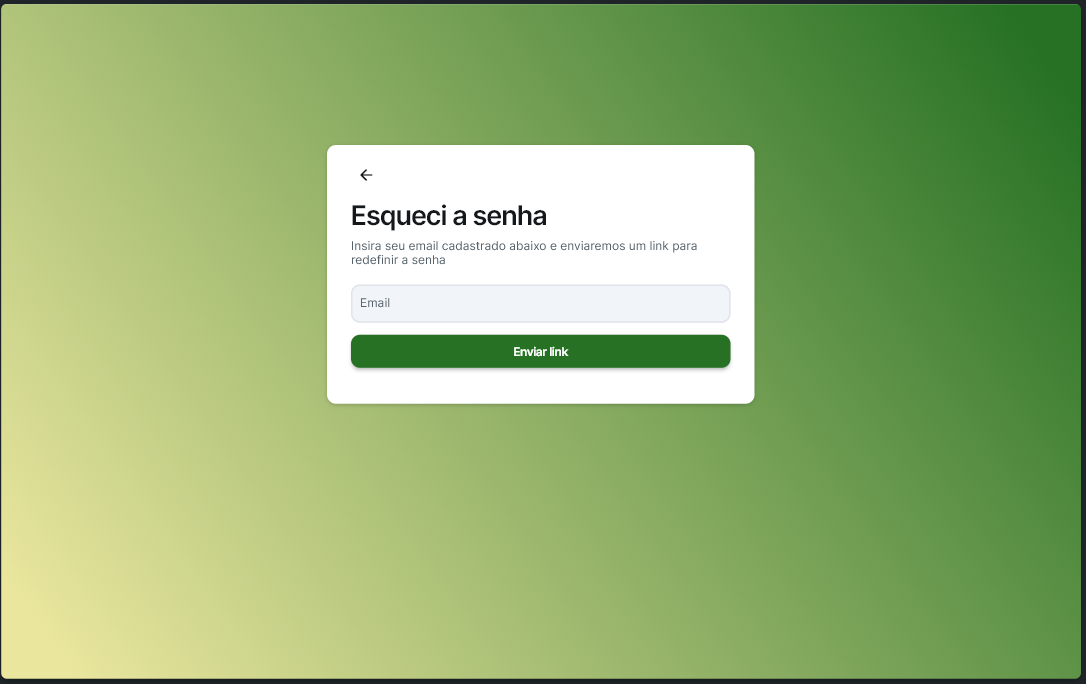 Esqueci a senha
Insira seu email cadastrado abaixo e enviaremos um link para
redefinir a senha
Email
Enviar link